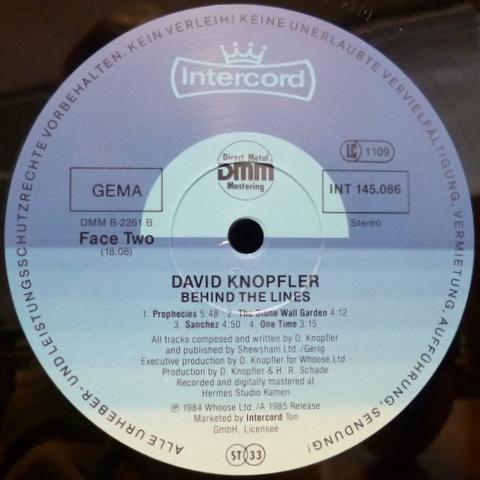 ALLE URHEBER- UND LEISTUNGSSCHUTZRECHTE VORBEHALTEN. KEIN VERLEIH! KEINE UNERLAUBTE VERVIELFÄLTIGUNG, VERMIETUNG, AUFFÜHRUNG, SENDUNG!
Intercord
LC 1109
Direct Metal
DMM
Mastering
GEMA
INT 145.086
DMM B-2261 B
Stereo
Face Two
(18:08)
DAVID KNOPFLER
BEHIND THE LINES
1. Prophecies 5:48 · 2. The Stone Wall Garden 4:12
3. Sanchez 4:50 · 4. One Time 3:15
All tracks composed and written by D. Knopfler
and published by Shewsham Ltd./Gerig
Executive production by D. Knopfler for Whoose Ltd.
Production by D. Knopfler & H. R. Schade
Recorded and digitally mastered at
Hermes Studio Kamen
℗ 1984 Whoose Ltd./A 1985 Release
Marketed by Intercord Ton
GmbH. Licensee
ST 33